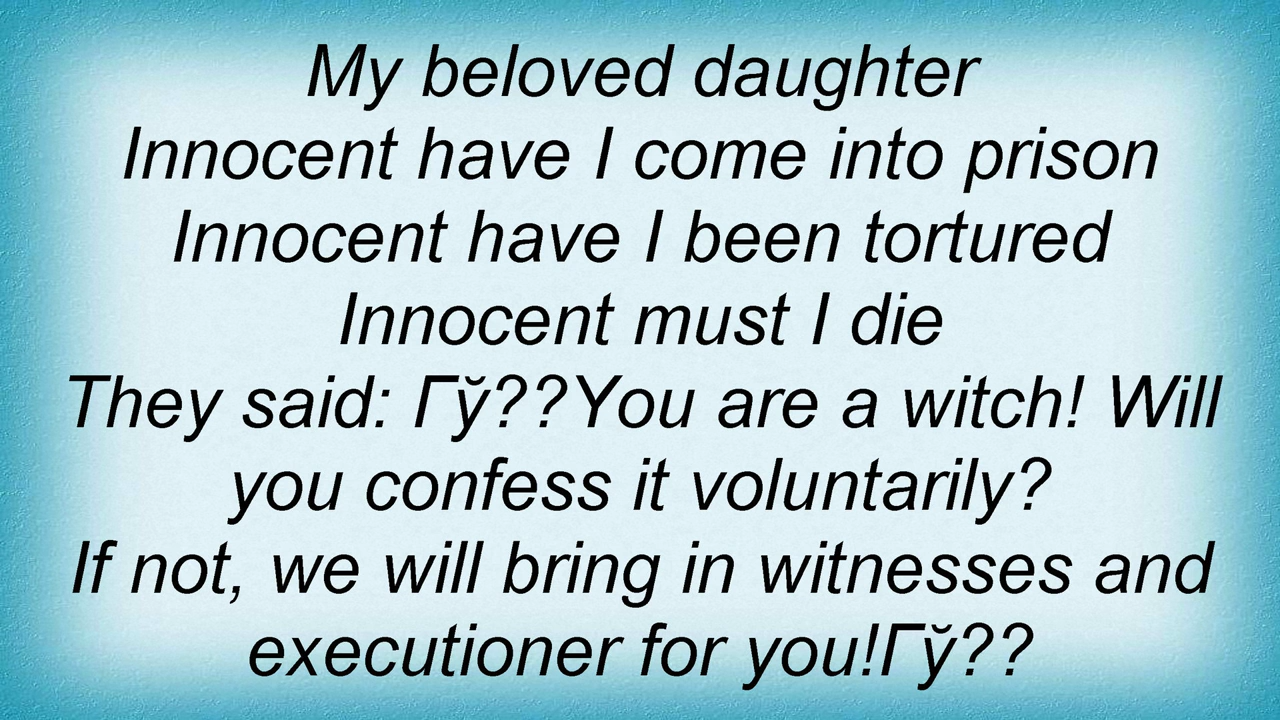 My beloved daughter
Innocent have I come into prison
Innocent have I been tortured
Innocent must I die
They said: Гў??You are a witch! Will
you confess it voluntarily?
If not, we will bring in witnesses and
executioner for you!Гў??